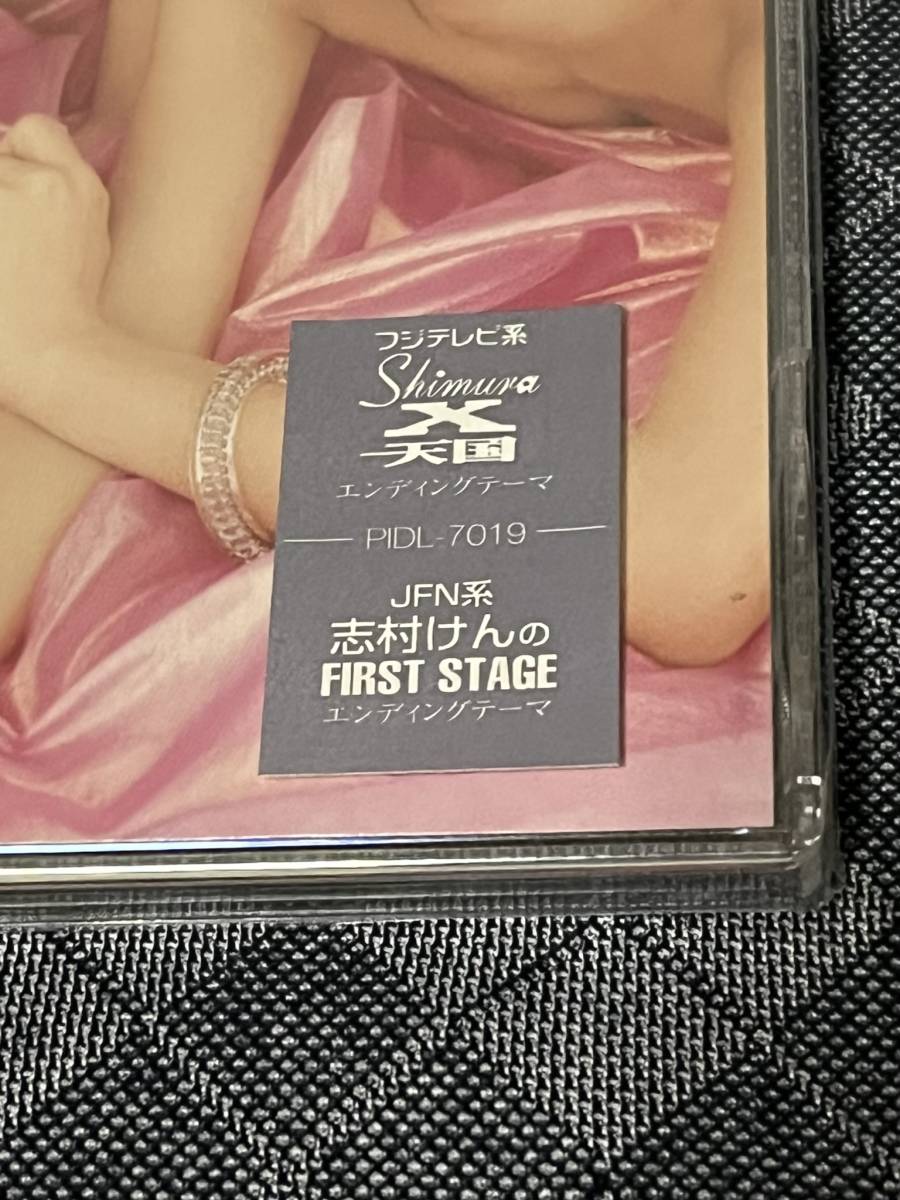 フジテレビ系
Shimura
X
天国
エンディングテーマ
PIDL-7019
JFN系
志村けんの
FIRST STAGE
エンディングテーマ